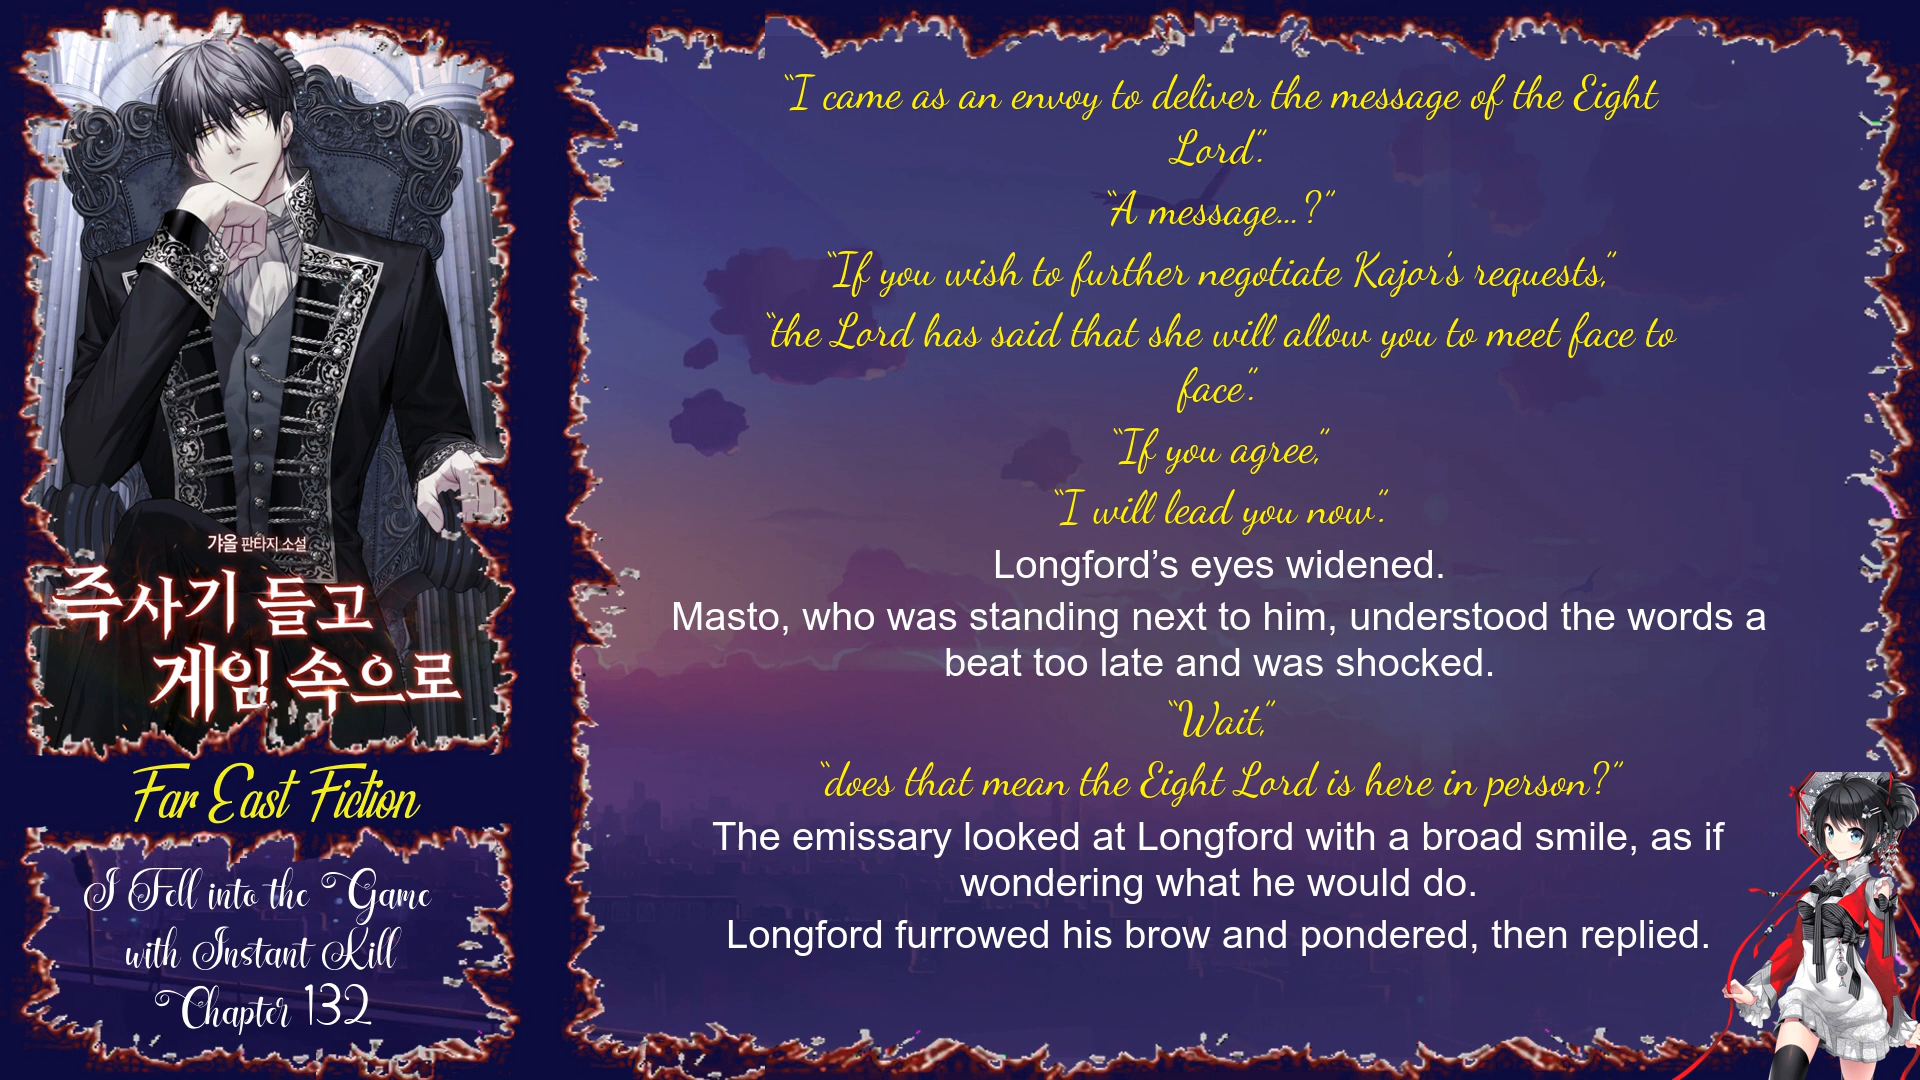 "I came as an envoy to deliver the message of the Eight
Lord".
"A message...?"
"If you wish to further negotiate Kajor's requests,"
"the Lord has said that she will allow you to meet face to
face".
"If you agree,"
"I will lead you now".
Longford’s eyes widened.
Masto, who was standing next to him, understood the words a
beat too late and was shocked.
"Wait,"
"does that mean the Eight Lord is here in person?"
The emissary looked at Longford with a broad smile, as if
wondering what he would do.
Longford furrowed his brow and pondered, then replied.
갸올 판타지 소설
즉사기 들고
게임 속으로
Far East Fiction
I Fell into the Game
with Instant Kill
Chapter 132